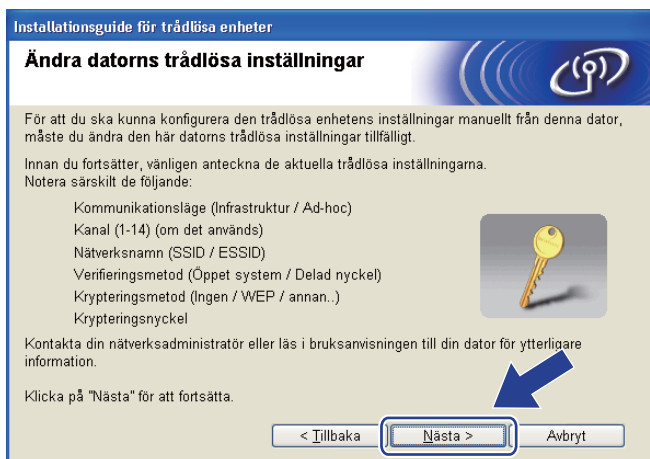 Installationsguide för trådlösa enheter
Ändra datorns trådlösa inställningar
För att du ska kunna konfigurera den trådlösa enhetens inställningar manuellt från denna dator,
måste du ändra den här datorns trådlösa inställningar tillfälligt.
Innan du fortsätter, vänligen anteckna de aktuella trådlösa inställningarna.
Notera särskilt de följande:
Kommunikationsläge (Infrastruktur / Ad-hoc)
Kanal (1-14) (om det används)
Nätverksnamn (SSID / ESSID)
Verifieringsmetod (Öppet system / Delad nyckel)
Krypteringsmetod (Ingen / WEP / annan..)
Krypteringsnyckel
Kontakta din nätverksadministratör eller läs i bruksanvisningen till din dator för ytterligare
information.
Klicka på "Nästa" för att fortsätta.
< Tillbaka Nästa > Avbryt